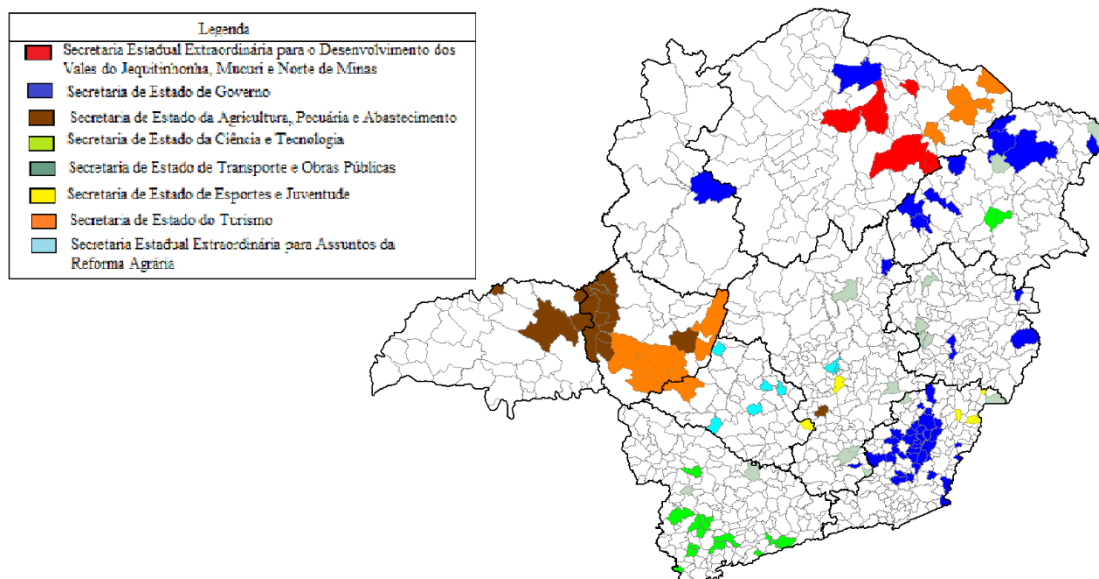 Legenda
Secretaria Estadual Extraordinária para o Desenvolvimento dos
Vales do Jequitinhonha, Mucuri e Norte de Minas
Secretaria de Estado de Governo
Secretaria de Estado da Agricultura, Pecuária e Abastecimento
Secretaria de Estado da Ciência e Tecnologia
Secretaria de Estado de Transporte e Obras Públicas
Secretaria de Estado de Esportes e Juventude
Secretaria de Estado do Turismo
Secretaria Estadual Extraordinária para Assuntos da
Reforma Agrária